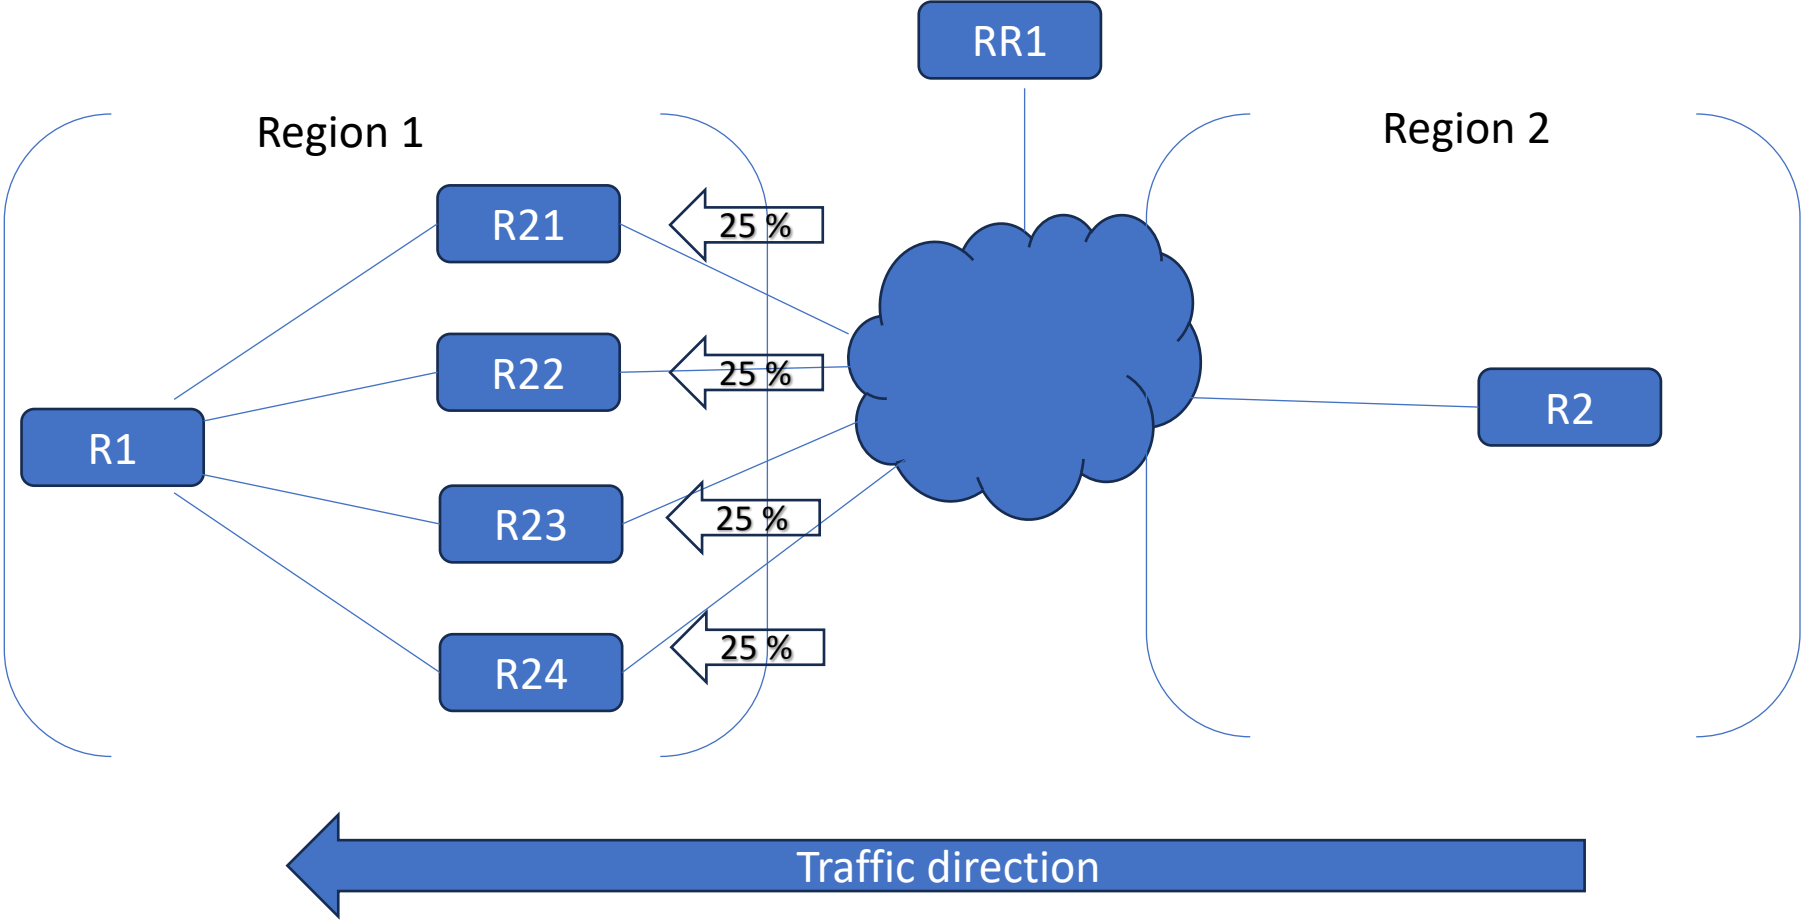 RR1
Region 1
Region 2
R21
25 %
R22
25 %
R2
R1
R23
25 %
R24
25 %
Traffic direction